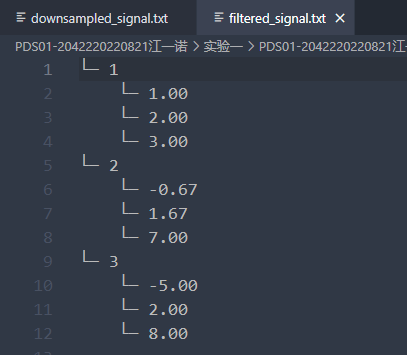 downsampled_signal.txt filtered_signal.txt
PDS01-2042220220821江一诺 > 实验一 > PDS01-2042220220821江一
1 └─ 1
2 └─ 1.00
3 └─ 2.00
4 └─ 3.00
5 └─ 2
6 └─ -0.67
7 └─ 1.67
8 └─ 7.00
9 └─ 3
10 └─ -5.00
11 └─ 2.00
12 └─ 8.00